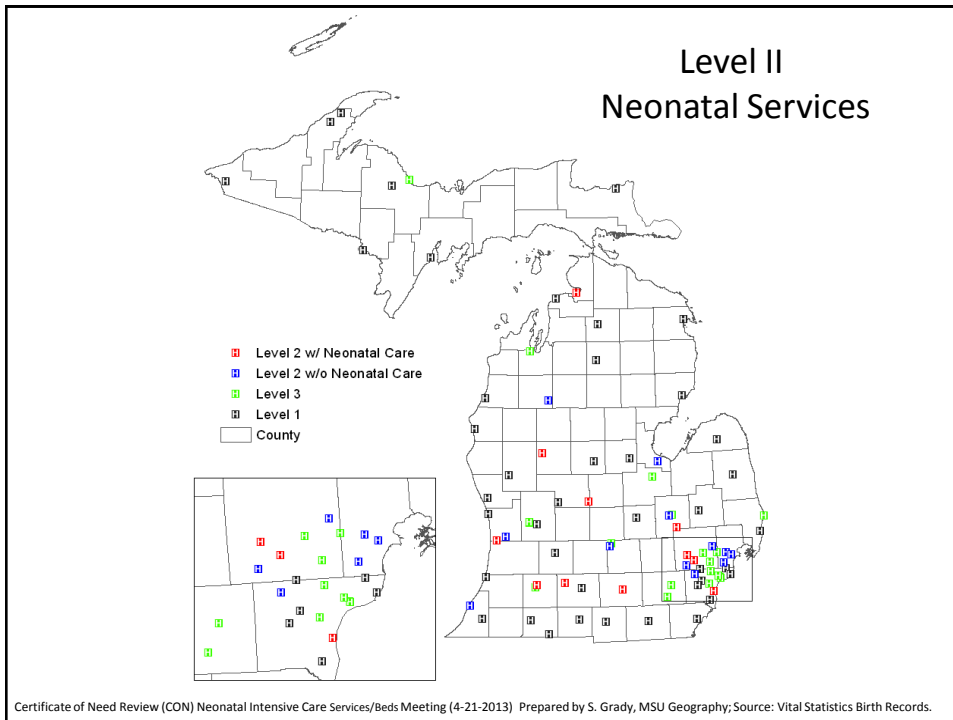 Level II
Neonatal Services
Level 2 w/ Neonatal Care
Level 2 w/o Neonatal Care
Level 3
Level 1
County
Certificate of Need Review (CON) Neonatal Intensive Care Services/Beds Meeting (4-21-2013) Prepared by S. Grady, MSU Geography; Source: Vital Statistics Birth Records.